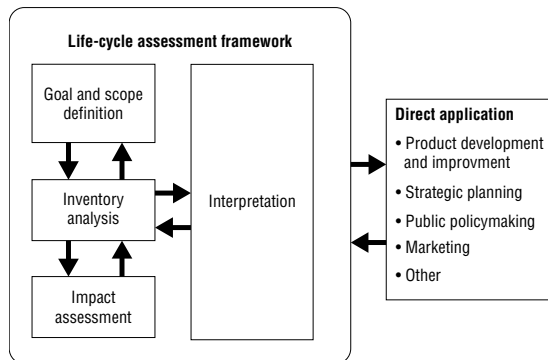 Life-cycle assessment framework
Goal and scope
definition
Inventory
analysis
Impact
assessment
Interpretation
Direct application
• Product development
and improvment
• Strategic planning
• Public policymaking
• Marketing
• Other